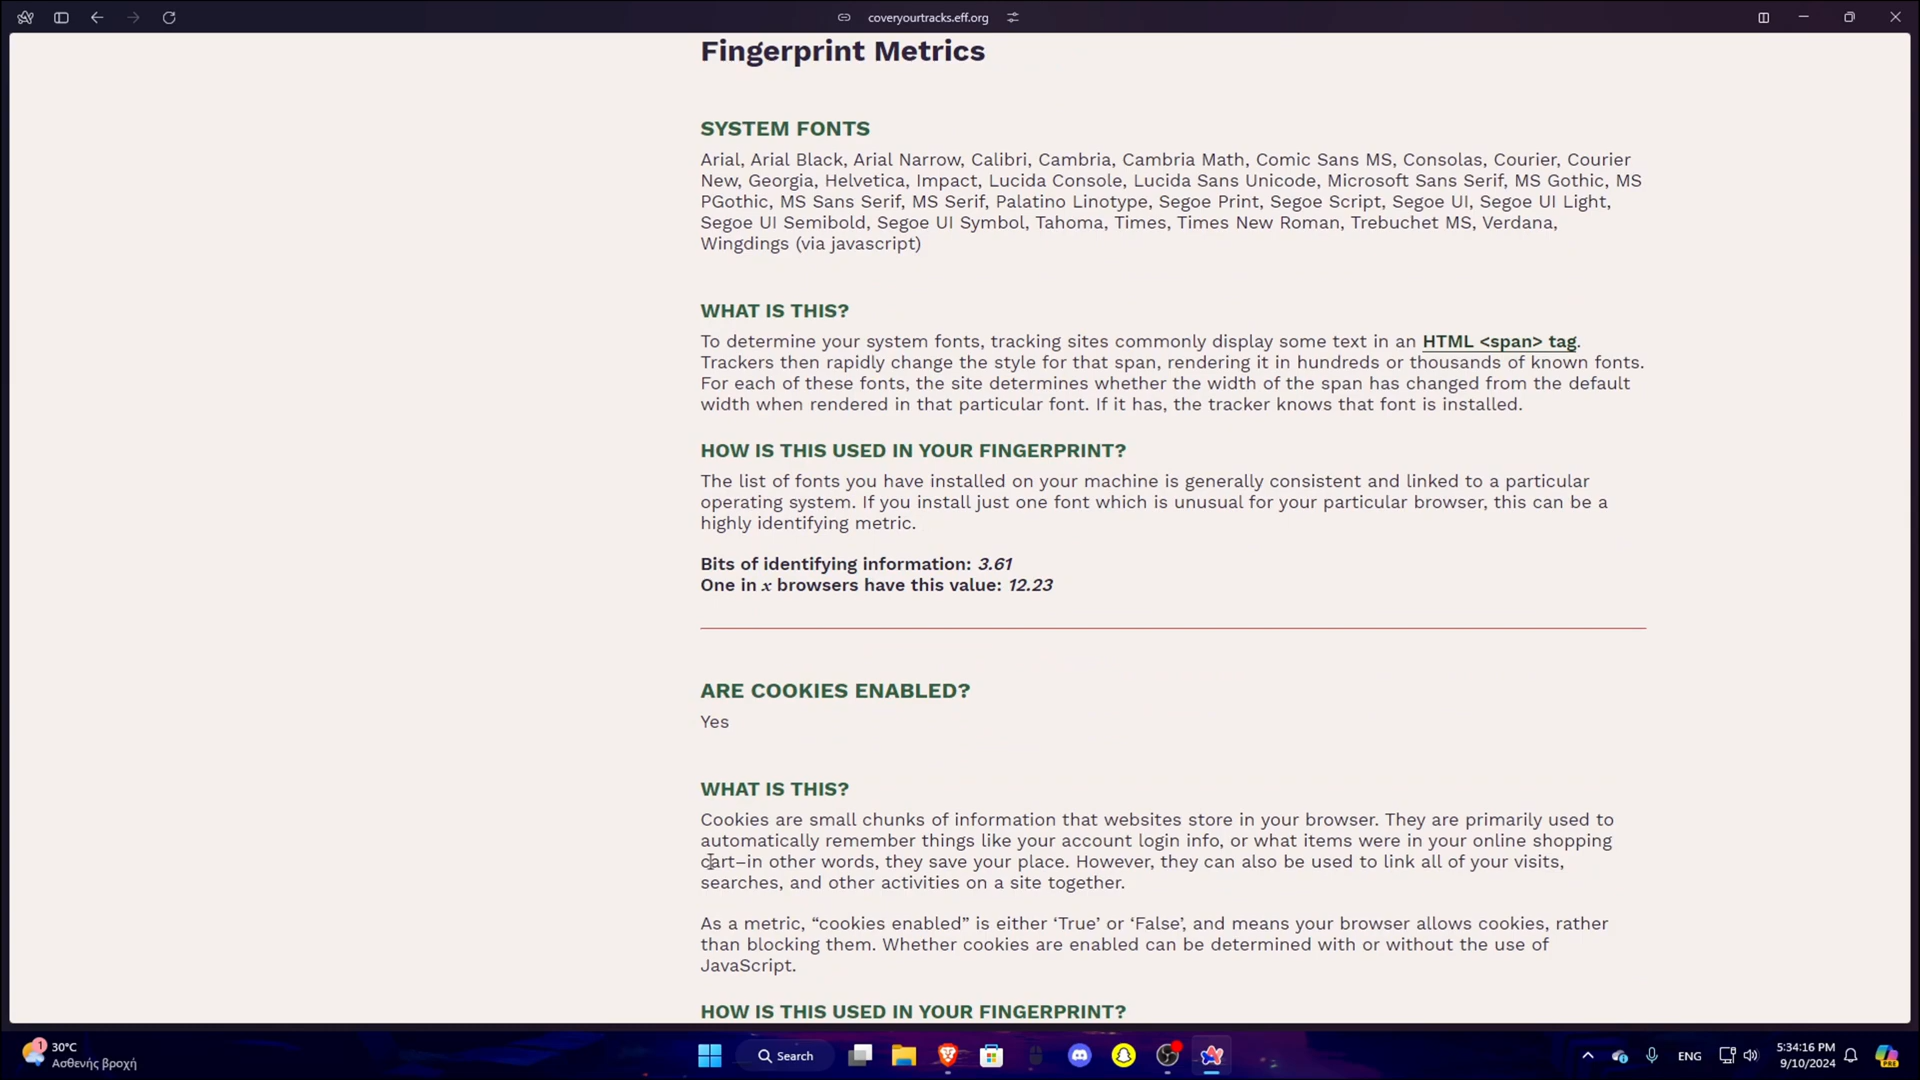 coveryourtracks.eff.org
Fingerprint Metrics
SYSTEM FONTS
Arial, Arial Black, Arial Narrow, Calibri, Cambria, Cambria Math, Comic Sans MS, Consolas, Courier, Courier
New, Georgia, Helvetica, Impact, Lucida Console, Lucida Sans Unicode, Microsoft Sans Serif, MS Gothic, MS
PGothic, MS Sans Serif, MS Serif, Palatino Linotype, Segoe Print, Segoe Script, Segoe UI, Segoe UI Light,
Segoe UI Semibold, Segoe UI Symbol, Tahoma, Times, Times New Roman, Trebuchet MS, Verdana,
Wingdings (via javascript)
WHAT IS THIS?
To determine your system fonts, tracking sites commonly display some text in an HTML <span> tag.
Trackers then rapidly change the style for that span, rendering it in hundreds or thousands of known fonts.
For each of these fonts, the site determines whether the width of the span has changed from the default
width when rendered in that particular font. If it has, the tracker knows that font is installed.
HOW IS THIS USED IN YOUR FINGERPRINT?
The list of fonts you have installed on your machine is generally consistent and linked to a particular
operating system. If you install just one font which is unusual for your particular browser, this can be a
highly identifying metric.
Bits of identifying information: 3.61
One in x browsers have this value: 12.23
ARE COOKIES ENABLED?
Yes
WHAT IS THIS?
Cookies are small chunks of information that websites store in your browser. They are primarily used to
automatically remember things like your account login info, or what items were in your online shopping
cart–in other words, they save your place. However, they can also be used to link all of your visits,
searches, and other activities on a site together.
As a metric, “cookies enabled” is either ‘True’ or ‘False’, and means your browser allows cookies, rather
than blocking them. Whether cookies are enabled can be determined with or without the use of
JavaScript.
HOW IS THIS USED IN YOUR FINGERPRINT?
1
30°C
Ασθενής βροχή
Search
ENG
5:34:16 PM
9/10/2024
PRE